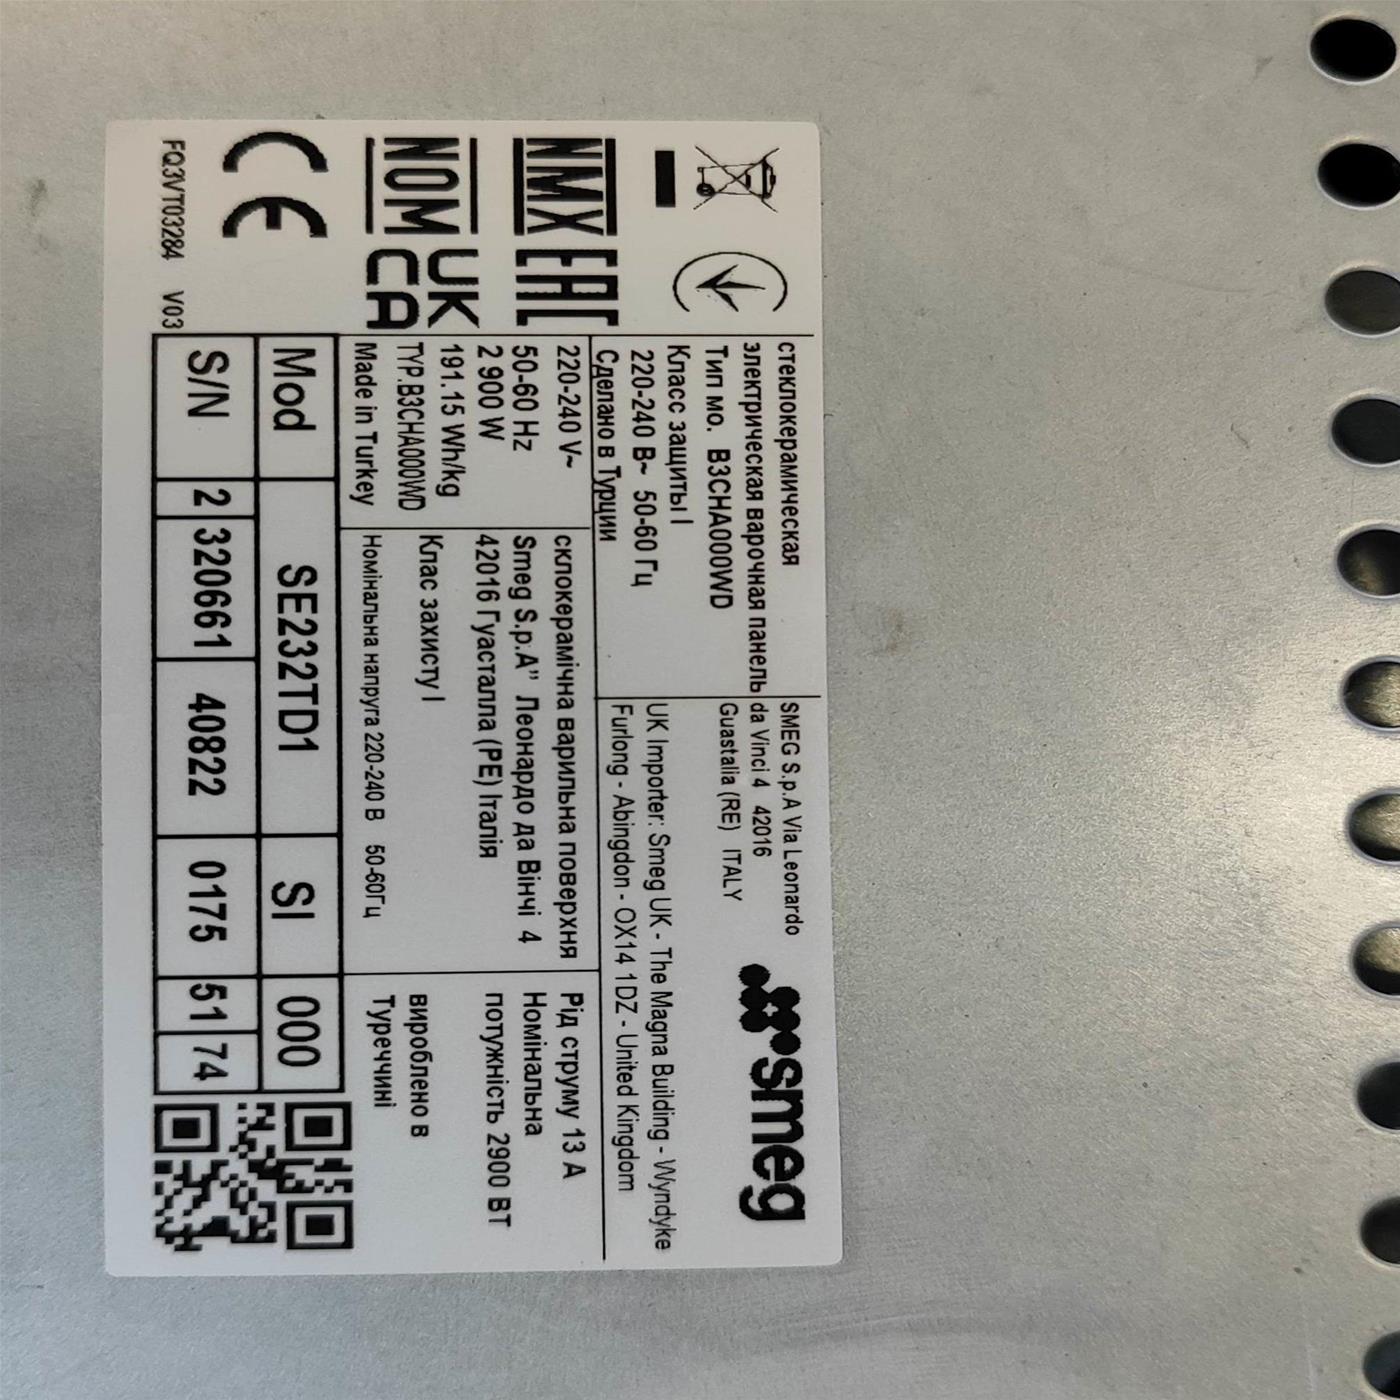 smeg
SMEG S.p.A Via Leonardo
da Vinci 4 42016
Guastalia (RE) ITALY
UK Importer: Smeg UK - The Magna Building - Wyndyke
Furlong - Abingdon - OX14 1DZ - United Kingdom
стеклокерамическая
электрическая варочная панель
Тип мо. B3CHA000WD
Класс защиты I
220-240 В~ 50-60 Гц
Сделано в Турции
NMX EAC
NOM UK
CA
CE
220-240 V~
50-60 Hz
2 900 W
191.15 Wh/kg
TYP.B3CHA000WD
Made in Turkey
склокерамічна варильна поверхня
Smeg S.p.A" Леонардо да Вінчі 4
42016 Гуасталла (РЕ) Італія
Клас захисту I
Номінальна напруга 220-240 В 50-60Гц
Рід струму 13 А
Номінальна
потужність 2900 ВТ
вироблено в
Туреччині
Mod SE232TD1 SI 000
S/N 2 320661 40822 0175 51 74
FQ3VT03284 V03